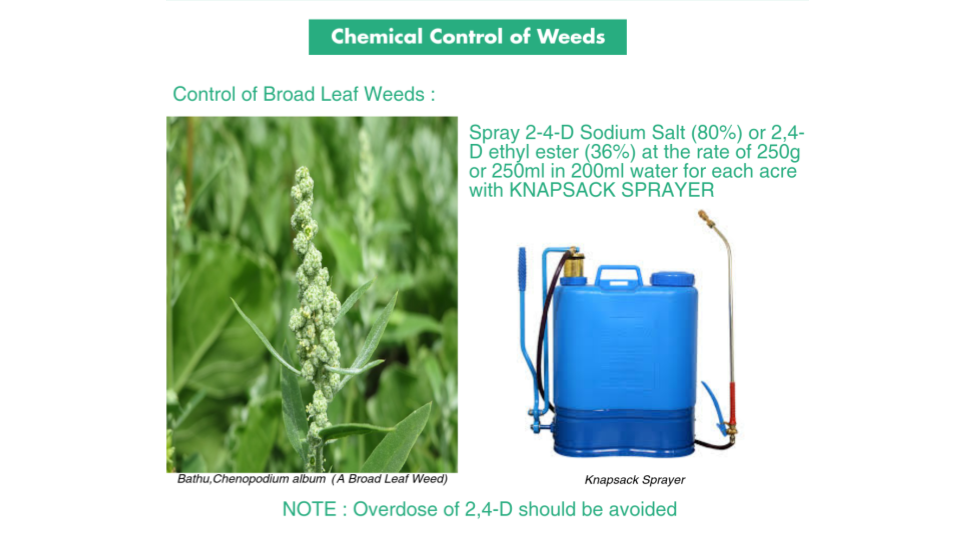 Chemical Control of Weeds
Control of Broad Leaf Weeds :
Spray 2-4-D Sodium Salt (80%) or 2,4-
D ethyl ester (36%) at the rate of 250g
or 250ml in 200ml water for each acre
with KNAPSACK SPRAYER
Bathu,Chenopodium album (A Broad Leaf Weed)
Knapsack Sprayer
NOTE : Overdose of 2,4-D should be avoided